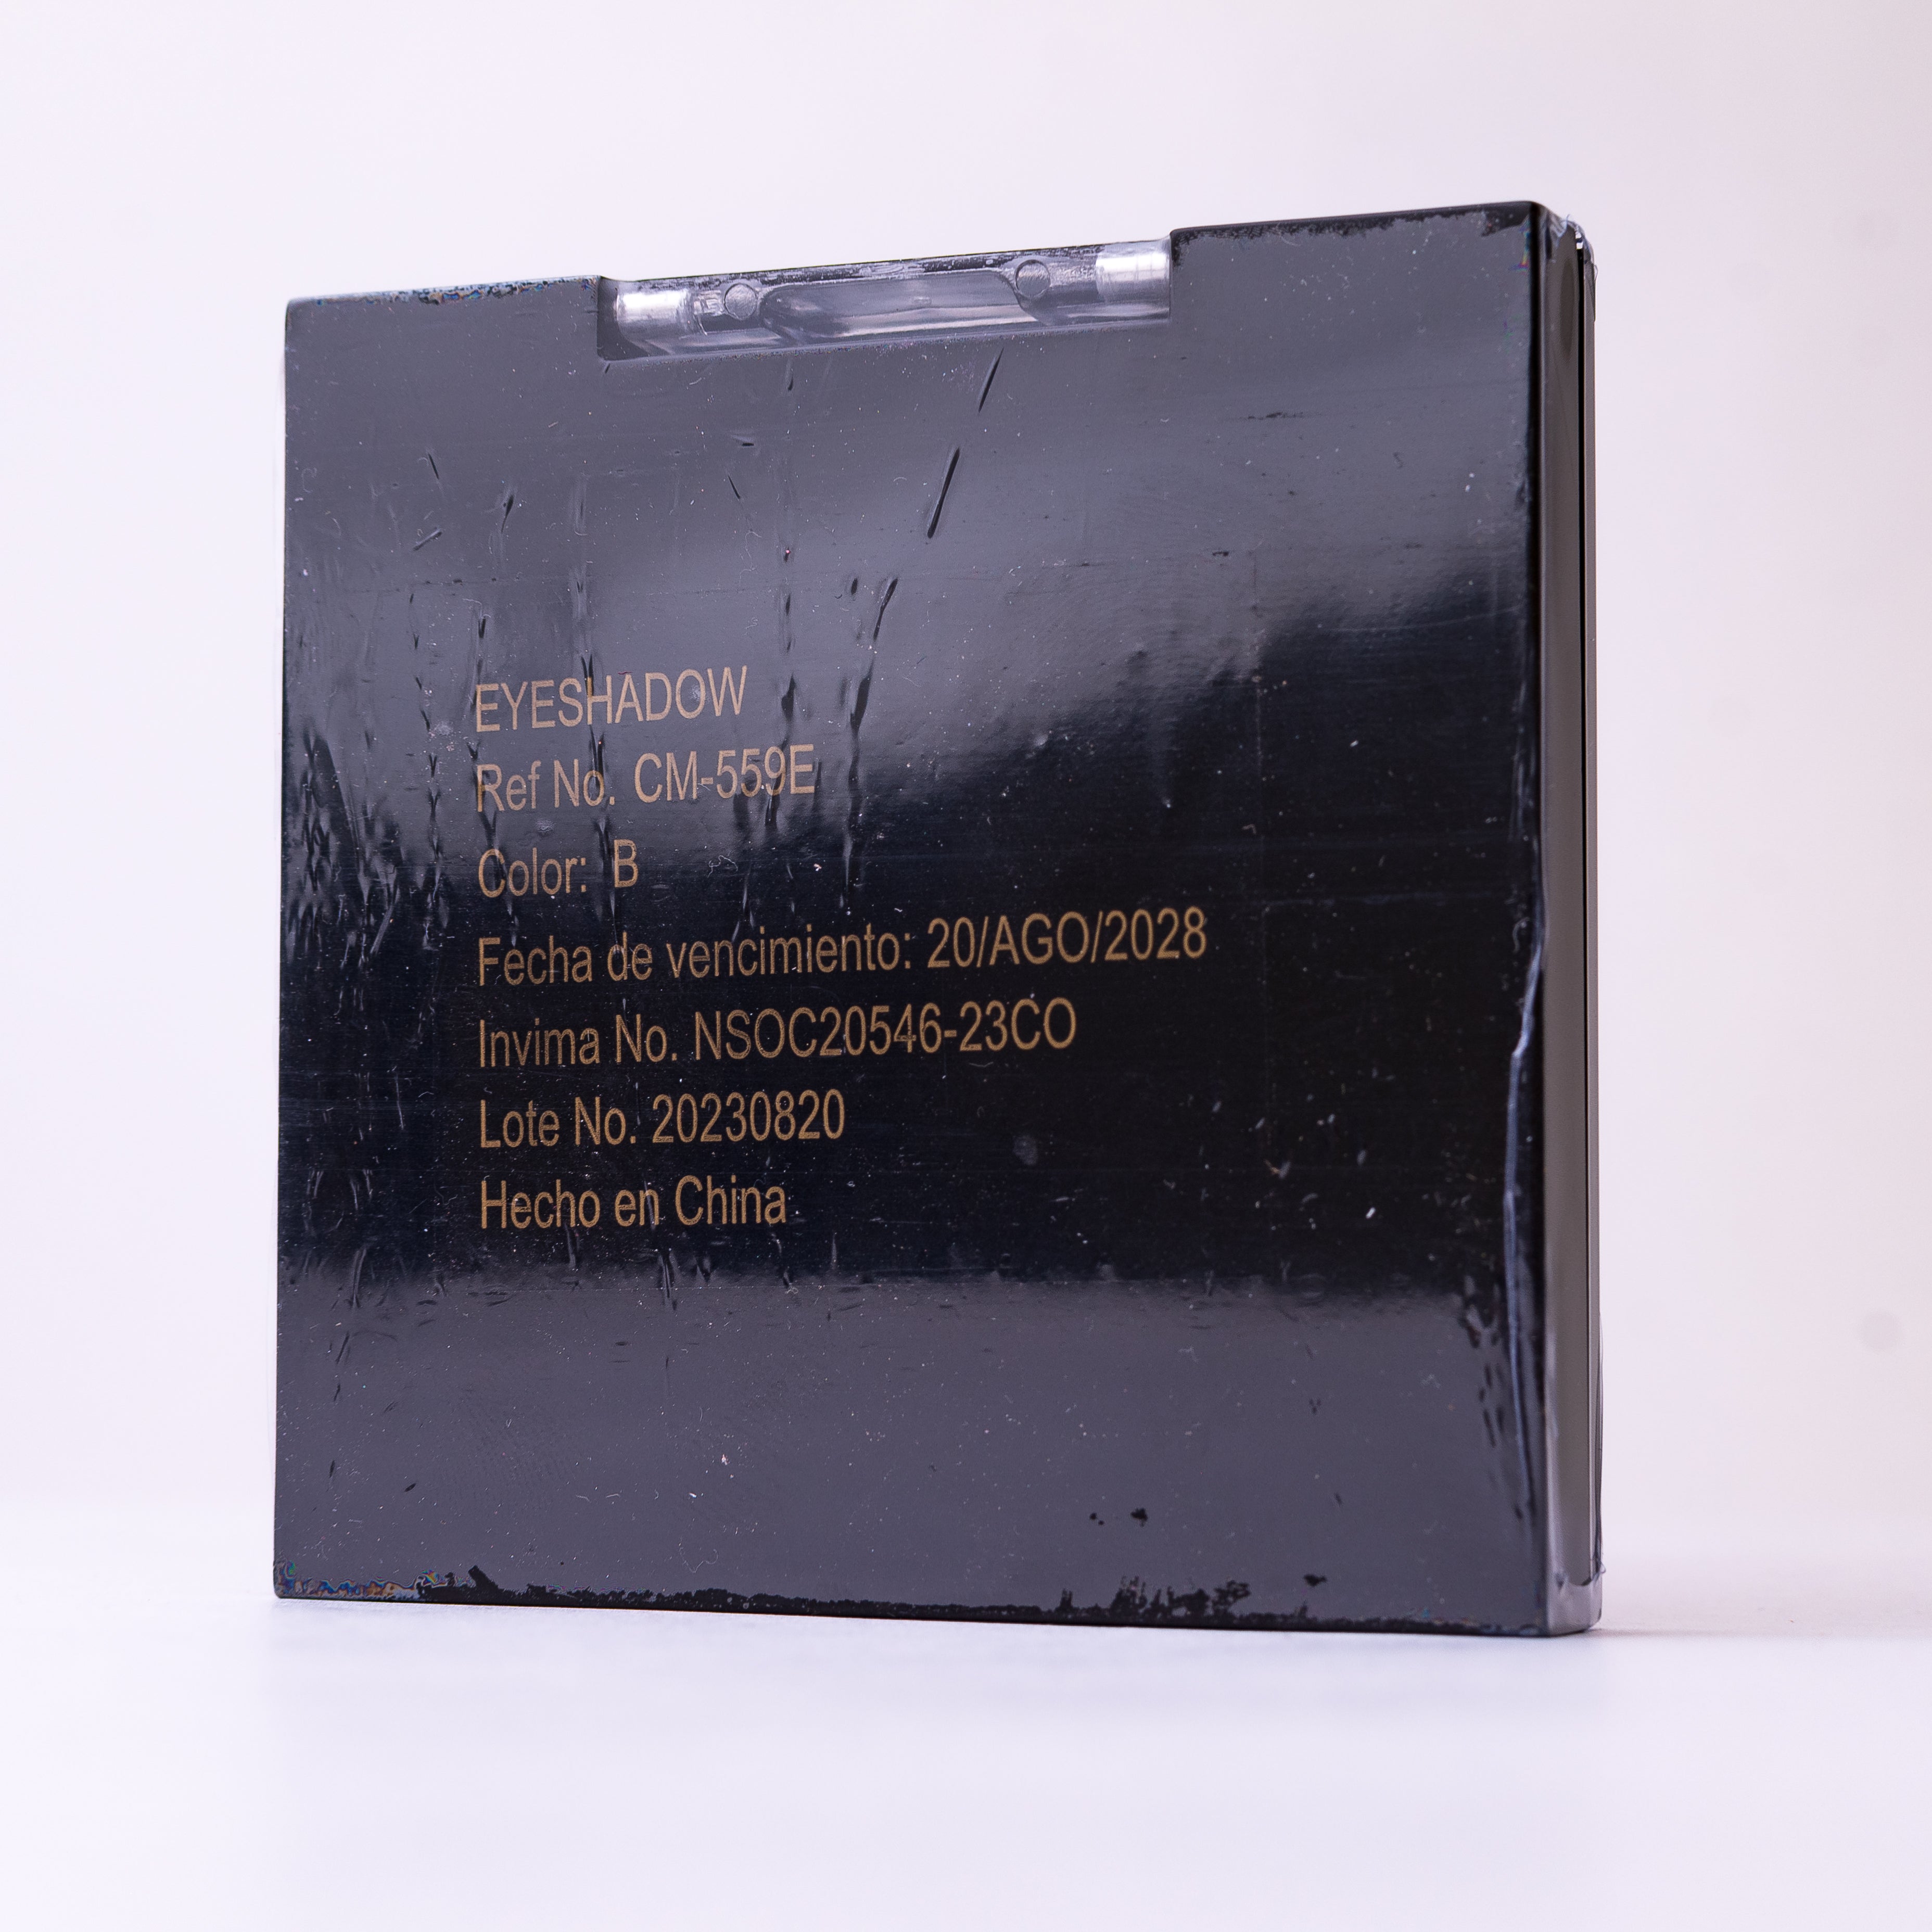 EYESHADOW
Ref No. CM-559E
Color: B
Fecha de vencimiento: 20/AGO/2028
Invima No. NSOC20546-23CO
Lote No. 20230820
Hecho en China